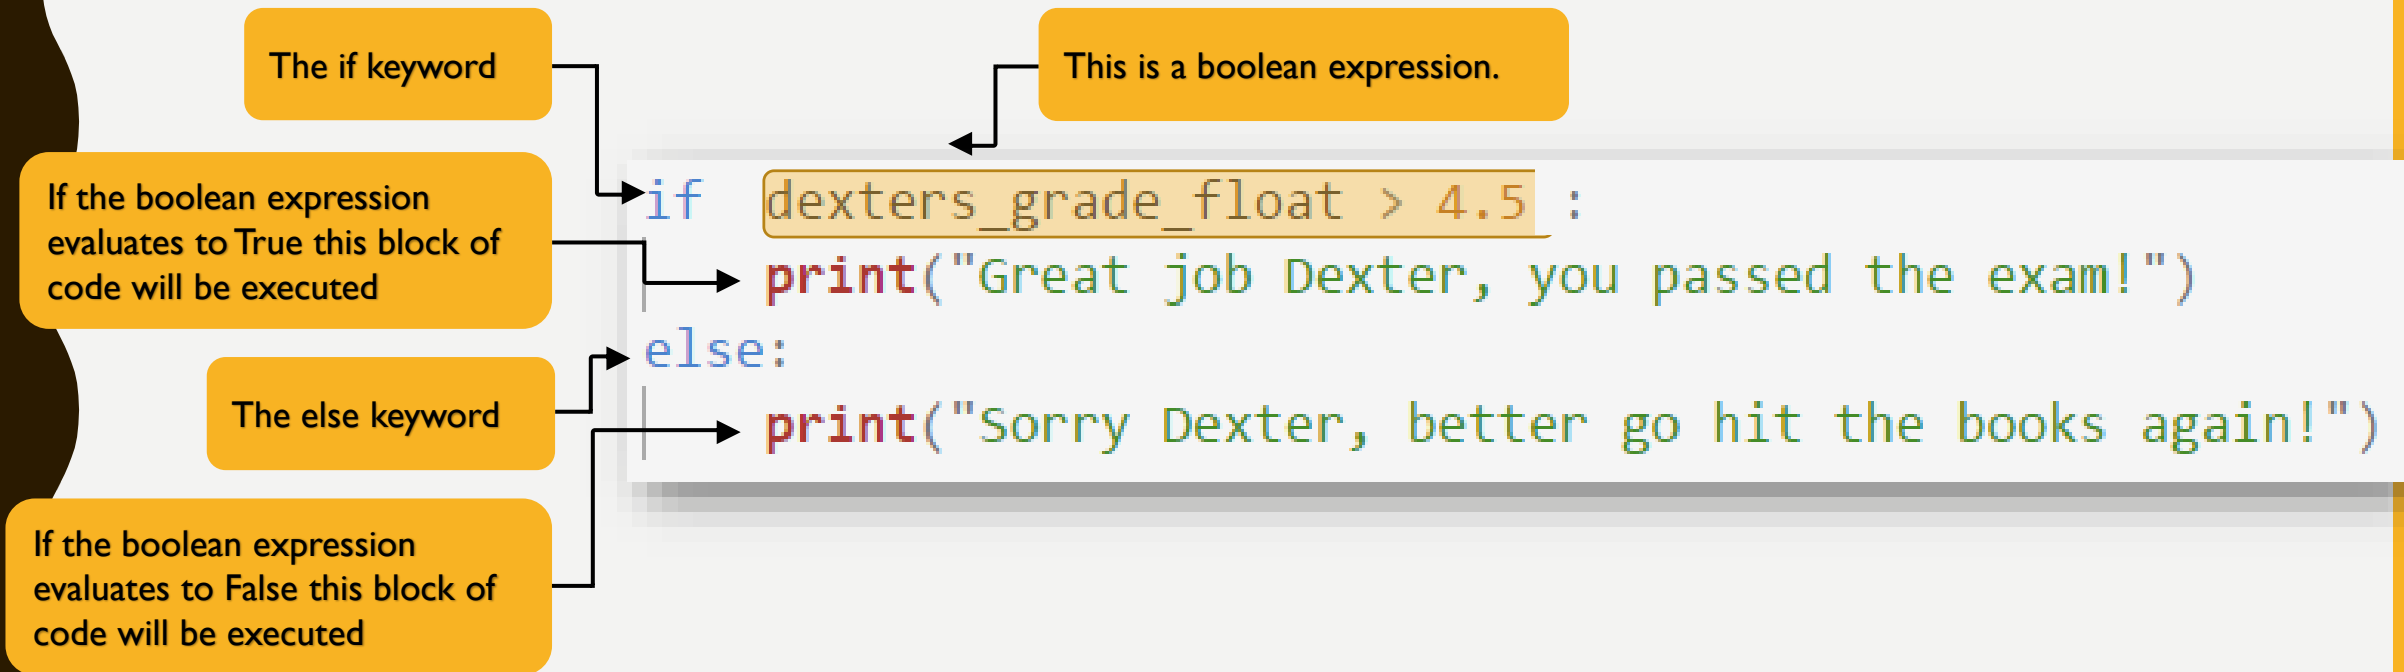 The if keyword
This is a boolean expression.
If the boolean expression
evaluates to True this block of
code will be executed
if dexters_grade_float > 4.5 :
print("Great job Dexter, you passed the exam!")
else:
print("Sorry Dexter, better go hit the books again!")
The else keyword
If the boolean expression
evaluates to False this block of
code will be executed